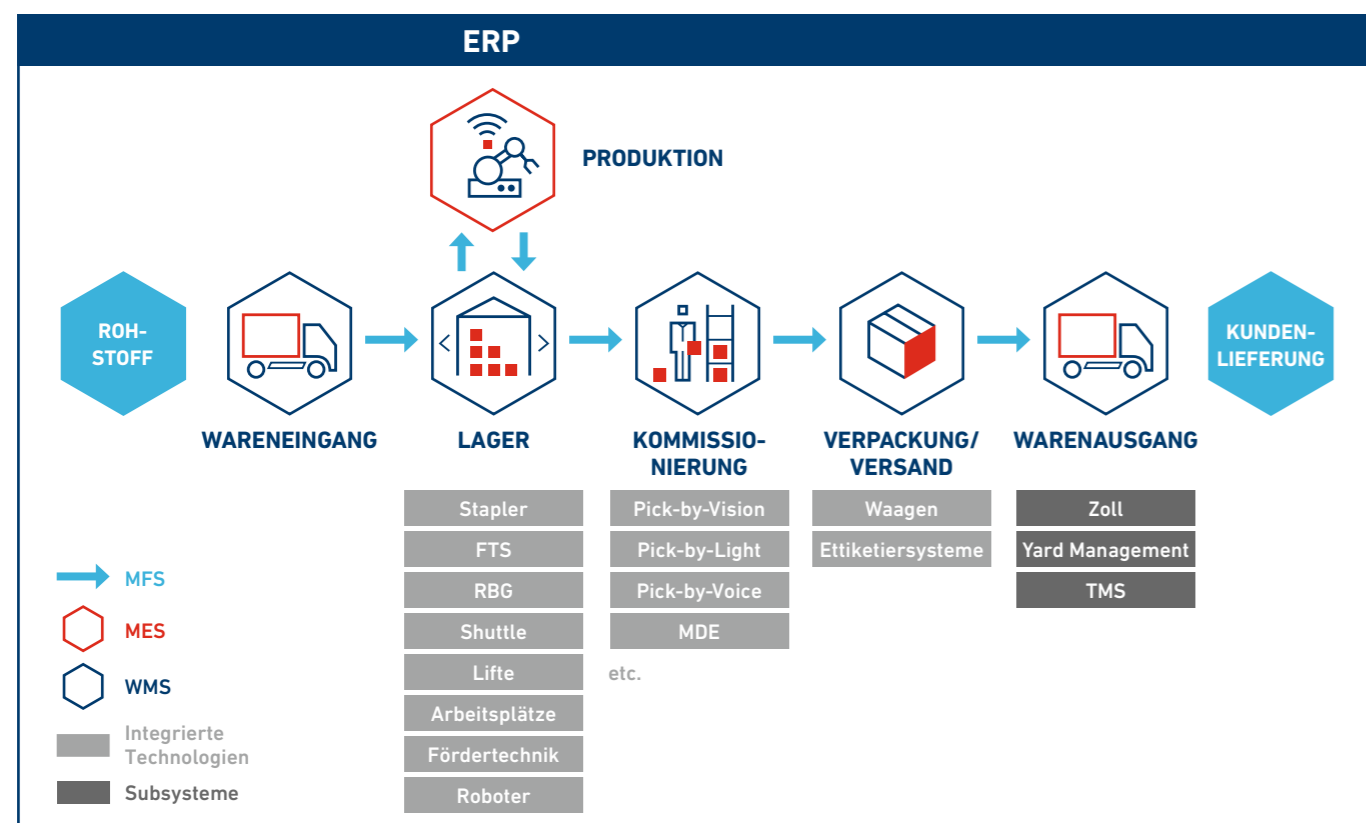 ERP
PRODUKTION
ROH-
STOFF
KUNDEN-
LIEFERUNG
WARENEINGANG
LAGER
KOMMISSIO-
NIERUNG
VERPACKUNG/
VERSAND
WARENAUSGANG
Stapler
FTS
RBG
Shuttle
Lifte
Arbeitsplätze
Fördertechnik
Roboter
Pick-by-Vision
Pick-by-Light
Pick-by-Voice
MDE
etc.
Waagen
Ettiketiersysteme
Zoll
Yard Management
TMS
MFS
MES
WMS
Integrierte
Technologien
Subsysteme